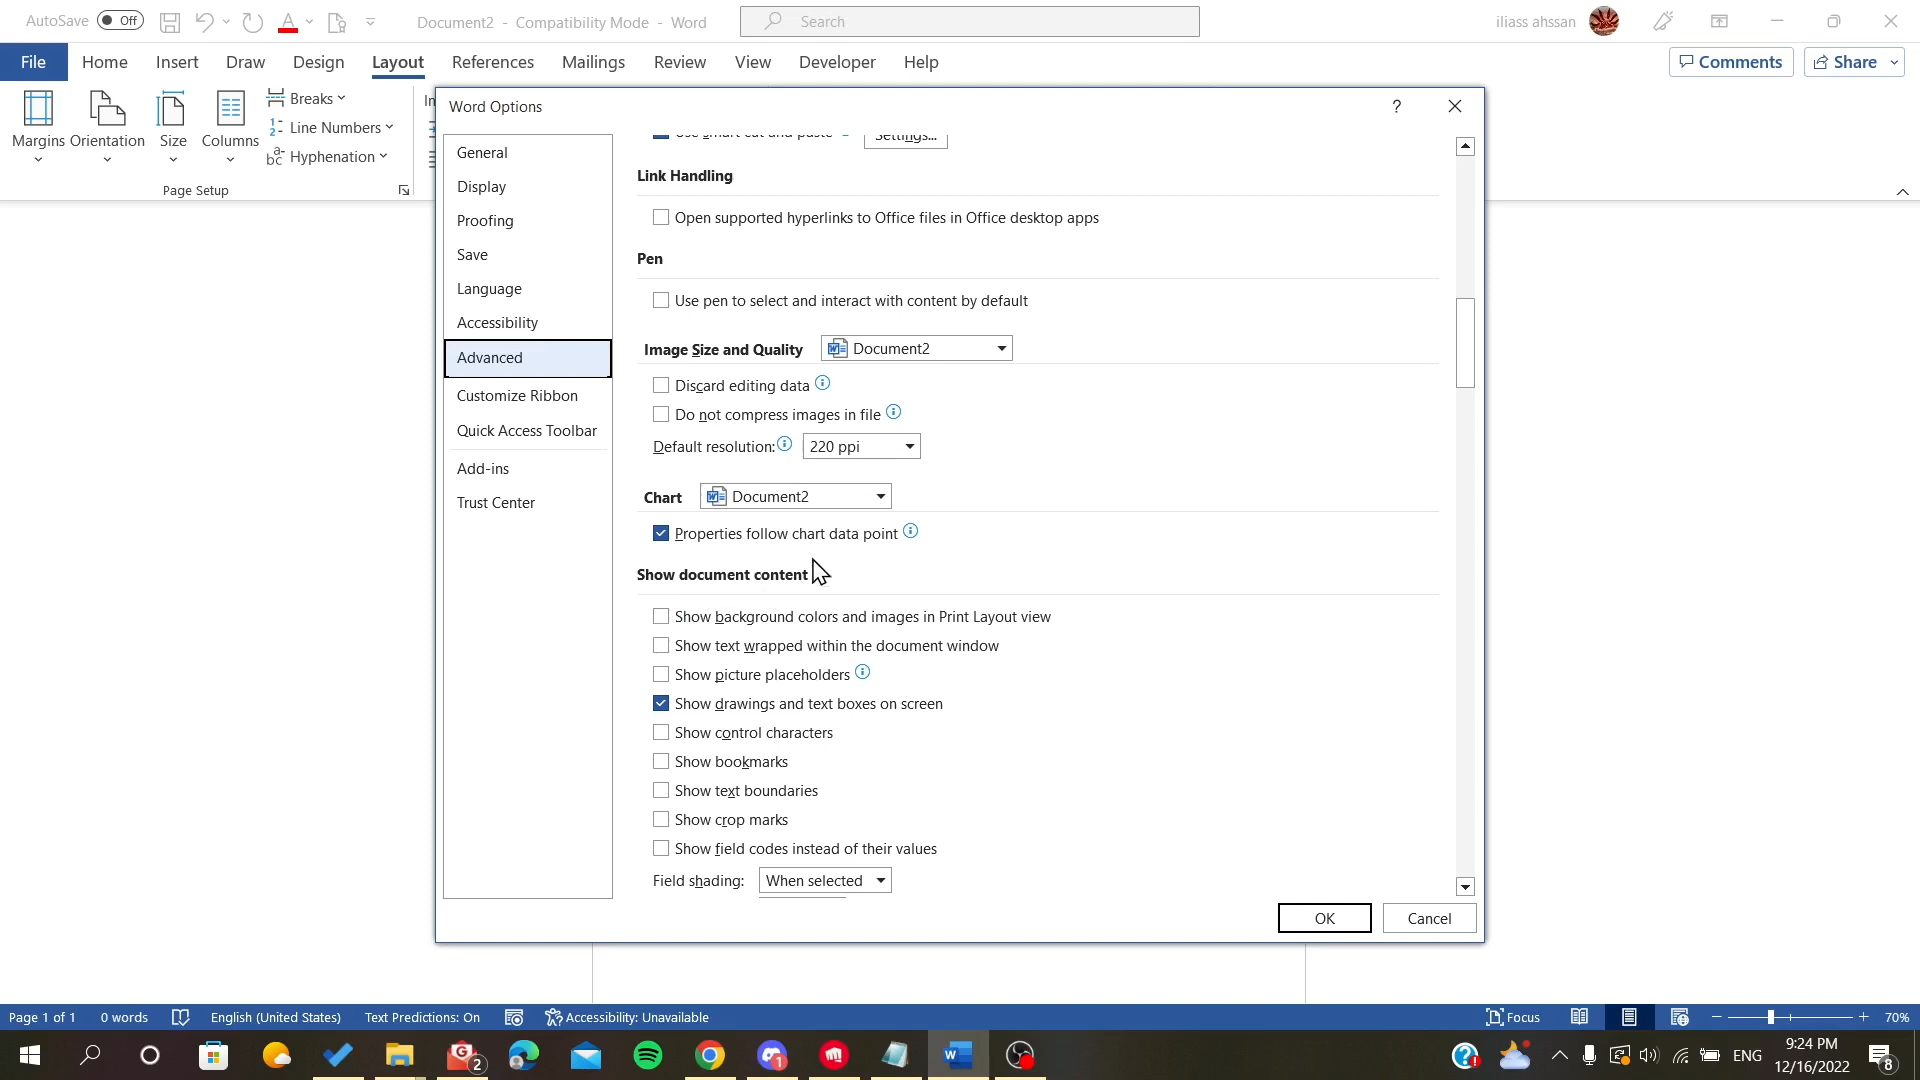 AutoSave Off Document2 - Compatibility Mode - Word Search iliass ahssan
File Home Insert Draw Design Layout References Mailings Review View Developer Help Comments Share
Margins Orientation Size Columns
Breaks
Line Numbers
Hyphenation
Page Setup
Word Options
General
Display
Proofing
Save
Language
Accessibility
Advanced
Customize Ribbon
Quick Access Toolbar
Add-ins
Trust Center
Use smart cut and paste Settings...
Link Handling
Open supported hyperlinks to Office files in Office desktop apps
Pen
Use pen to select and interact with content by default
Image Size and Quality Document2
Discard editing data
Do not compress images in file
Default resolution: 220 ppi
Chart Document2
Properties follow chart data point
Show document content
Show background colors and images in Print Layout view
Show text wrapped within the document window
Show picture placeholders
Show drawings and text boxes on screen
Show control characters
Show bookmarks
Show text boundaries
Show crop marks
Show field codes instead of their values
Field shading: When selected
OK Cancel
Page 1 of 1 0 words English (United States) Text Predictions: On Accessibility: Unavailable Focus 70%
2 1 ENG 9:24 PM
12/16/2022 8